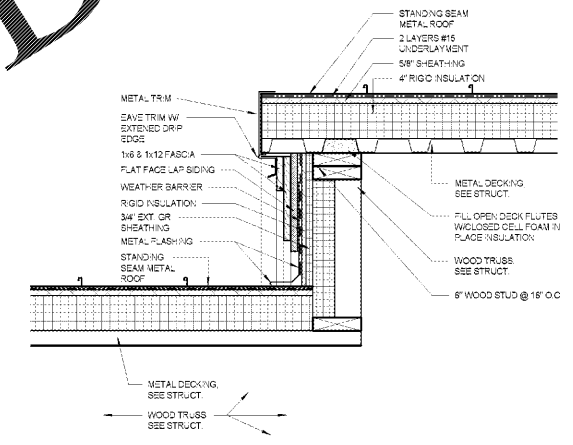 STANDING SEAM
METAL ROOF
2 LAYERS #15
UNDERLAYMENT
5/8" SHEATHING
4" RIGID INSULATION
METAL TRIM
EAVE TRIM W/
EXTENED DRIP
EDGE
1x6 & 1x12 FASCIA
FLAT FACE LAP SIDING
WEATHER BARRIER
RIGID INSULATION
3/4" EXT. GR
SHEATHING
METAL FLASHING
STANDING
SEAM METAL
ROOF
METAL DECKING,
SEE STRUCT.
FILL OPEN DECK FLUTES
W/CLOSED CELL FOAM IN
PLACE INSULATION
WOOD TRUSS.
SEE STRUCT.
6" WOOD STUD @ 16" O.C
METAL DECKING,
SEE STRUCT.
WOOD TRUSS
SEE STRUCT.